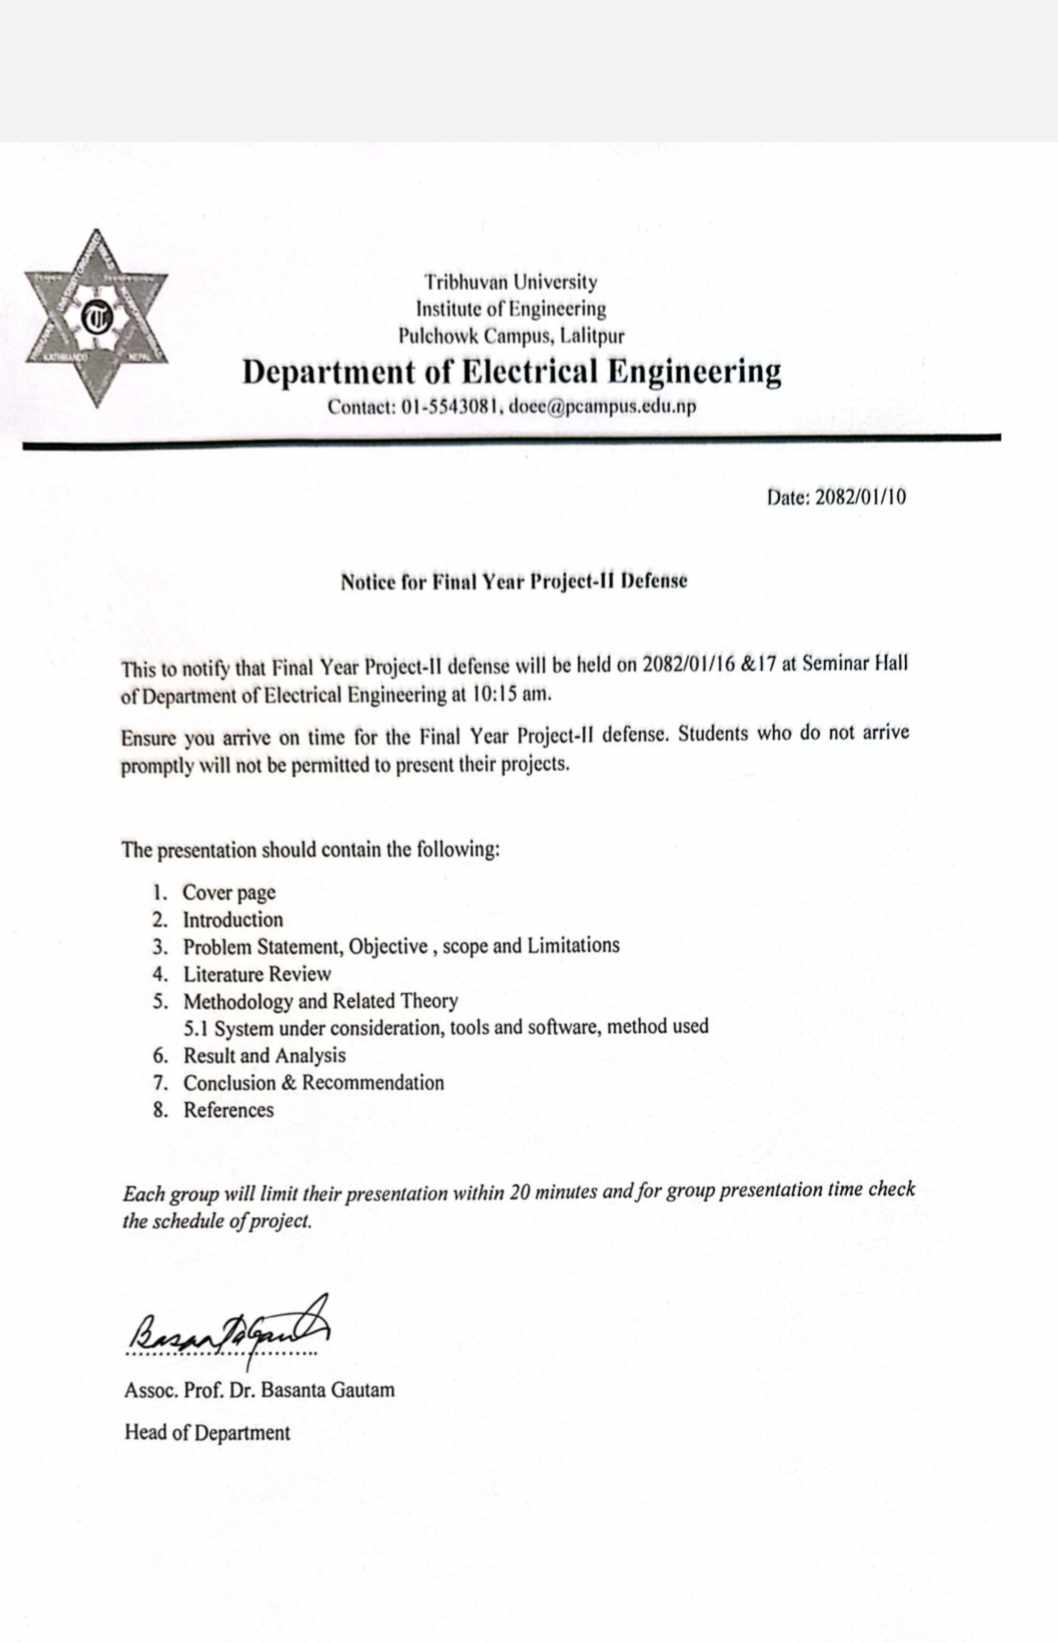 Tribhuvan University
Institute of Engineering
Pulchowk Campus, Lalitpur
Department of Electrical Engineering
Contact: 01-5543081, doee@pcampus.edu.np
KATHMANDU NEPAL
Date: 2082/01/10
Notice for Final Year Project-II Defense
This to notify that Final Year Project-II defense will be held on 2082/01/16 &17 at Seminar Hall
of Department of Electrical Engineering at 10:15 am.
Ensure you arrive on time for the Final Year Project-II defense. Students who do not arrive
promptly will not be permitted to present their projects.
The presentation should contain the following:
1. Cover page
2. Introduction
3. Problem Statement, Objective , scope and Limitations
4. Literature Review
5. Methodology and Related Theory
5.1 System under consideration, tools and software, method used
6. Result and Analysis
7. Conclusion & Recommendation
8. References
Each group will limit their presentation within 20 minutes and for group presentation time check
the schedule of project.
Basanta Gautam
Assoc. Prof. Dr. Basanta Gautam
Head of Department